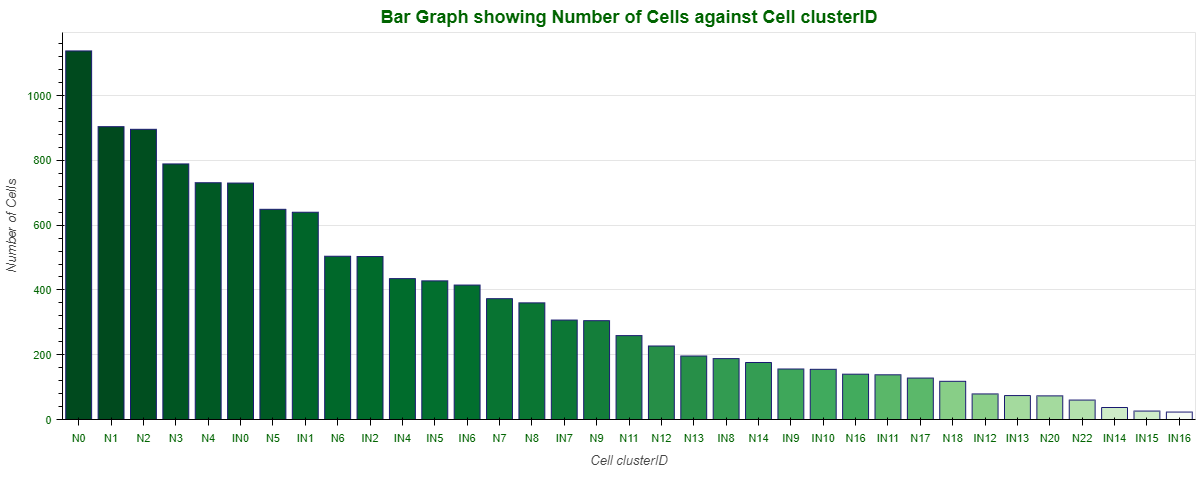 Bar Graph showing Number of Cells against Cell clusterID
Number of Cells
1000
800
600
400
200
0
N0 N1 N2 N3 N4 IN0 N5 IN1 N6 IN2 IN4 IN5 IN6 N7 N8 IN7 N9 N11 N12 N13 IN8 N14 IN9 IN10 N16 IN11 N17 N18 IN12 IN13 N20 N22 IN14 IN15 IN16
Cell clusterID